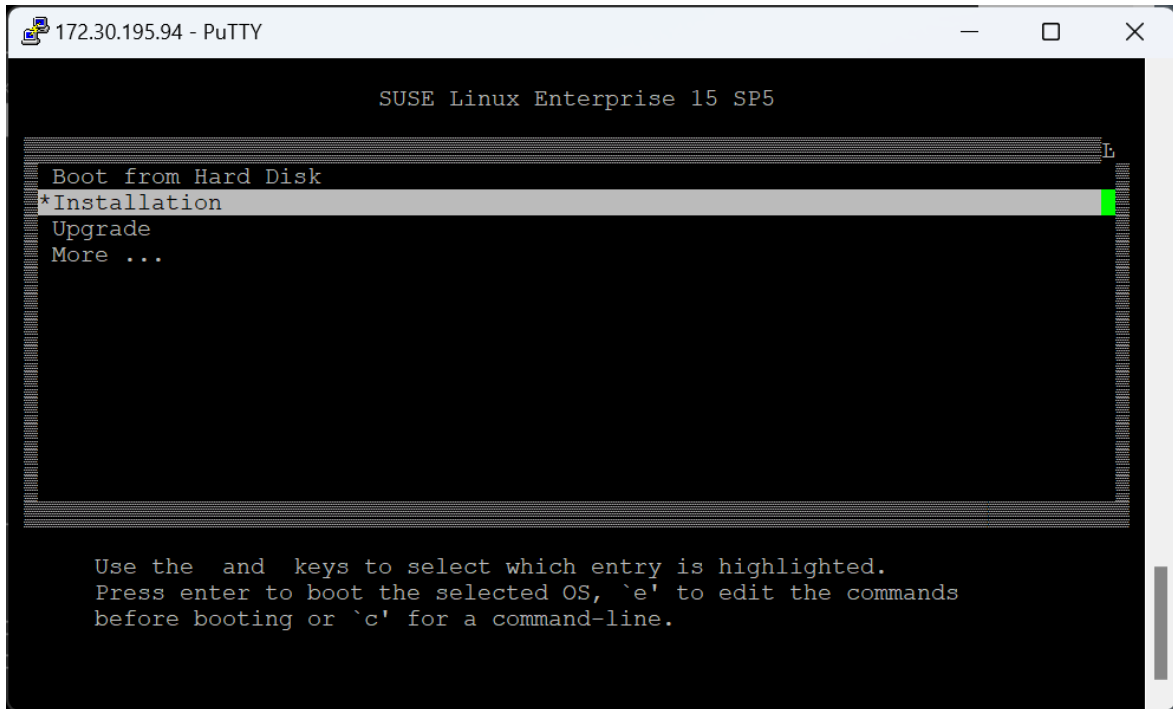 172.30.195.94 - PuTTY
SUSE Linux Enterprise 15 SP5
Boot from Hard Disk
*Installation
Upgrade
More ...
Use the and keys to select which entry is highlighted.
Press enter to boot the selected OS, `e' to edit the commands
before booting or `c' for a command-line.